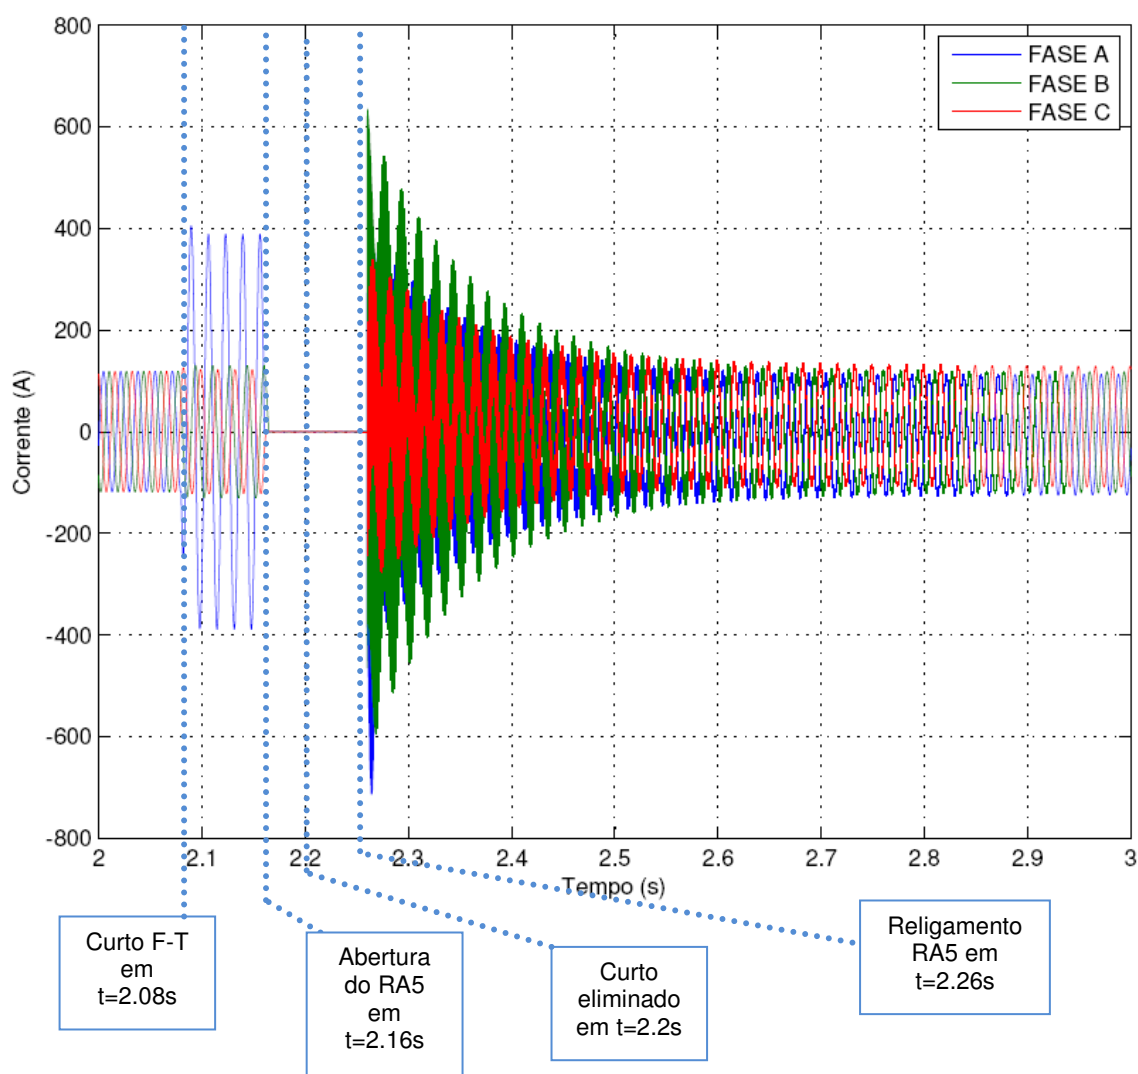 800
600
400
200
0
-200
-400
-600
-800
Corrente (A)
FASE A
FASE B
FASE C
2
2.1
2.2
2.3
2.4
2.5
2.6
2.7
2.8
2.9
3
Tempo (s)
Curto F-T
em
t=2.08s
Abertura
do RA5
em
t=2.16s
Curto
eliminado
em t=2.2s
Religamento
RA5 em
t=2.26s